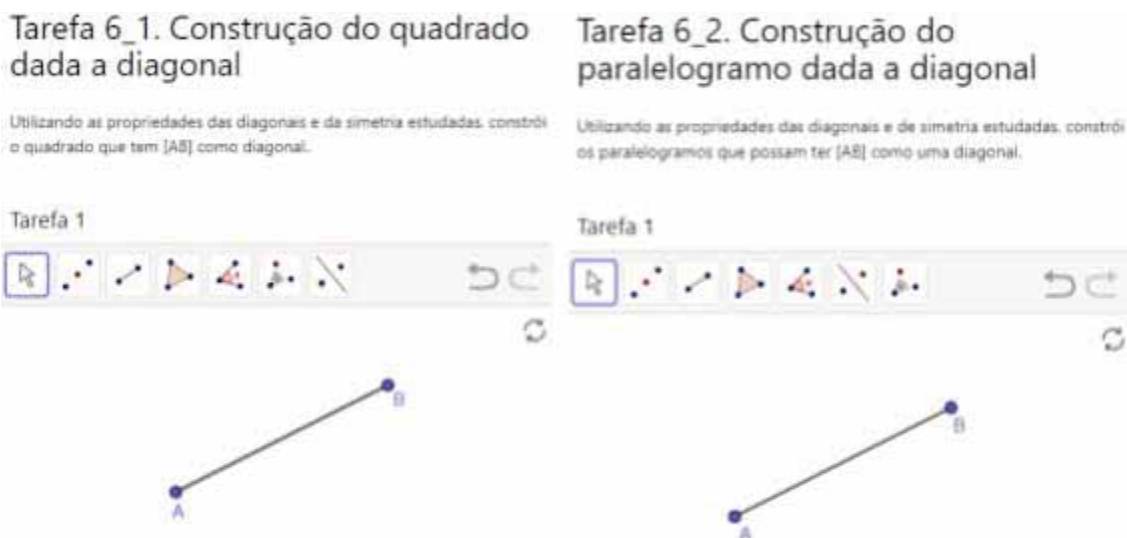 Tarefa 6_1. Construção do quadrado
dada a diagonal
Utilizando as propriedades das diagonais e da simetria estudadas, constrói
o quadrado que tem [AB] como diagonal.
Tarefa 1
B
A
Tarefa 6_2. Construção do
paralelogramo dada a diagonal
Utilizando as propriedades das diagonais e de simetria estudadas, constrói
os paralelogramos que possam ter [AB] como uma diagonal.
Tarefa 1
B
A